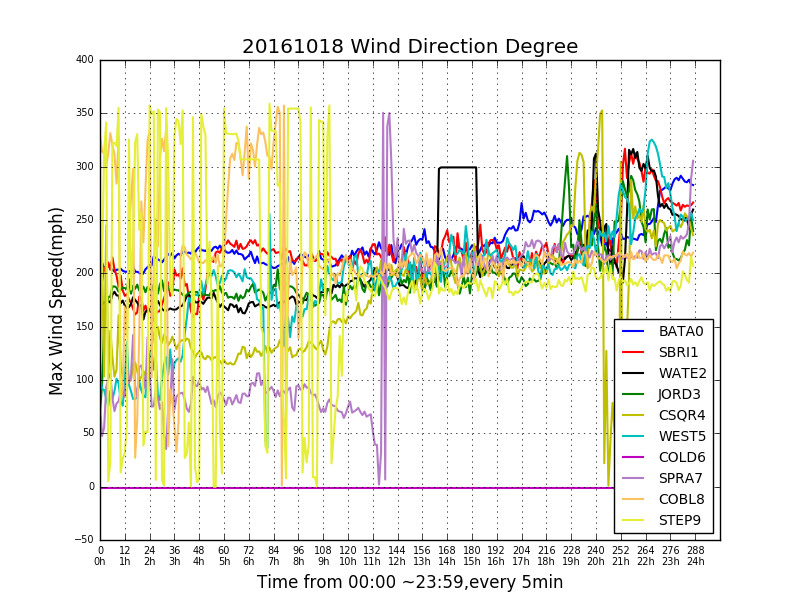 20161018 Wind Direction Degree
400
350
300
250
200
150
100
50
0
−50
Max Wind Speed(mph)
BATA0
SBRI1
WATE2
JORD3
CSQR4
WEST5
COLD6
SPRA7
COBL8
STEP9
0 12 24 36 48 60 72 84 96 108 120 132 144 156 168 180 192 204 216 228 240 252 264 276 288
0h 1h 2h 3h 4h 5h 6h 7h 8h 9h 10h 11h 12h 13h 14h 15h 16h 17h 18h 19h 20h 21h 22h 23h 24h
Time from 00:00 ~23:59,every 5min